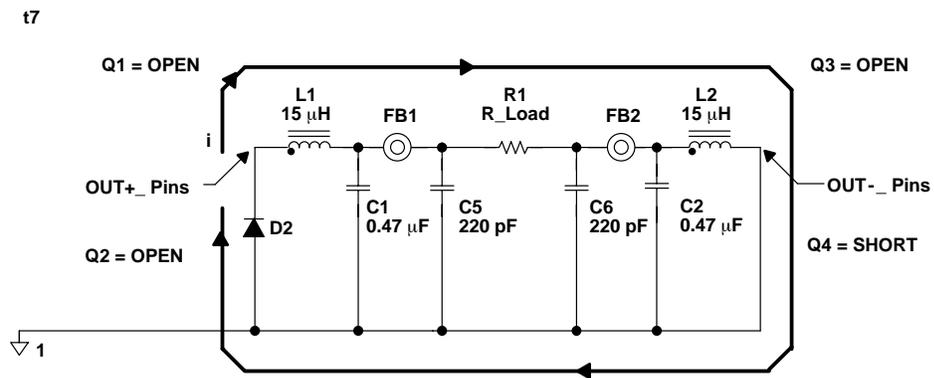 t7
Q1 = OPEN
Q3 = OPEN
L1
15 μH
FB1
R1
R_Load
FB2
L2
15 μH
i
OUT+_ Pins
OUT-_ Pins
D2
C1
0.47 μF
C5
220 pF
C6
220 pF
C2
0.47 μF
Q2 = OPEN
Q4 = SHORT
1